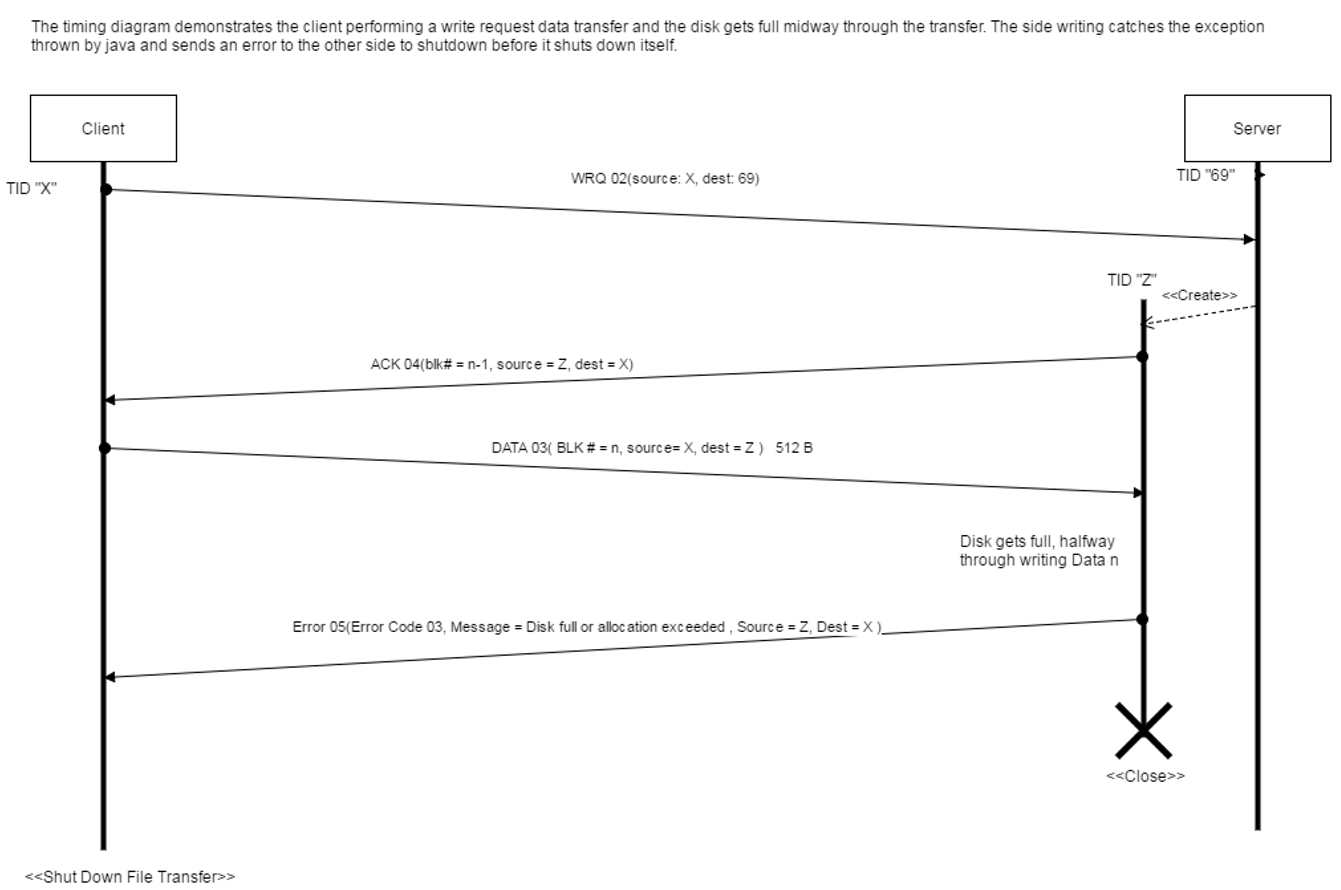 The timing diagram demonstrates the client performing a write request data transfer and the disk gets full midway through the transfer. The side writing catches the exception
thrown by java and sends an error to the other side to shutdown before it shuts down itself.
Client
Server
TID "X"
WRQ 02(source: X, dest: 69)
TID "69"
TID "Z"
<<Create>>
ACK 04(blk# = n-1, source = Z, dest = X)
DATA 03( BLK # = n, source= X, dest = Z )   512 B
Disk gets full, halfway
through writing Data n
Error 05(Error Code 03, Message = Disk full or allocation exceeded , Source = Z, Dest = X )
<<Close>>
<<Shut Down File Transfer>>